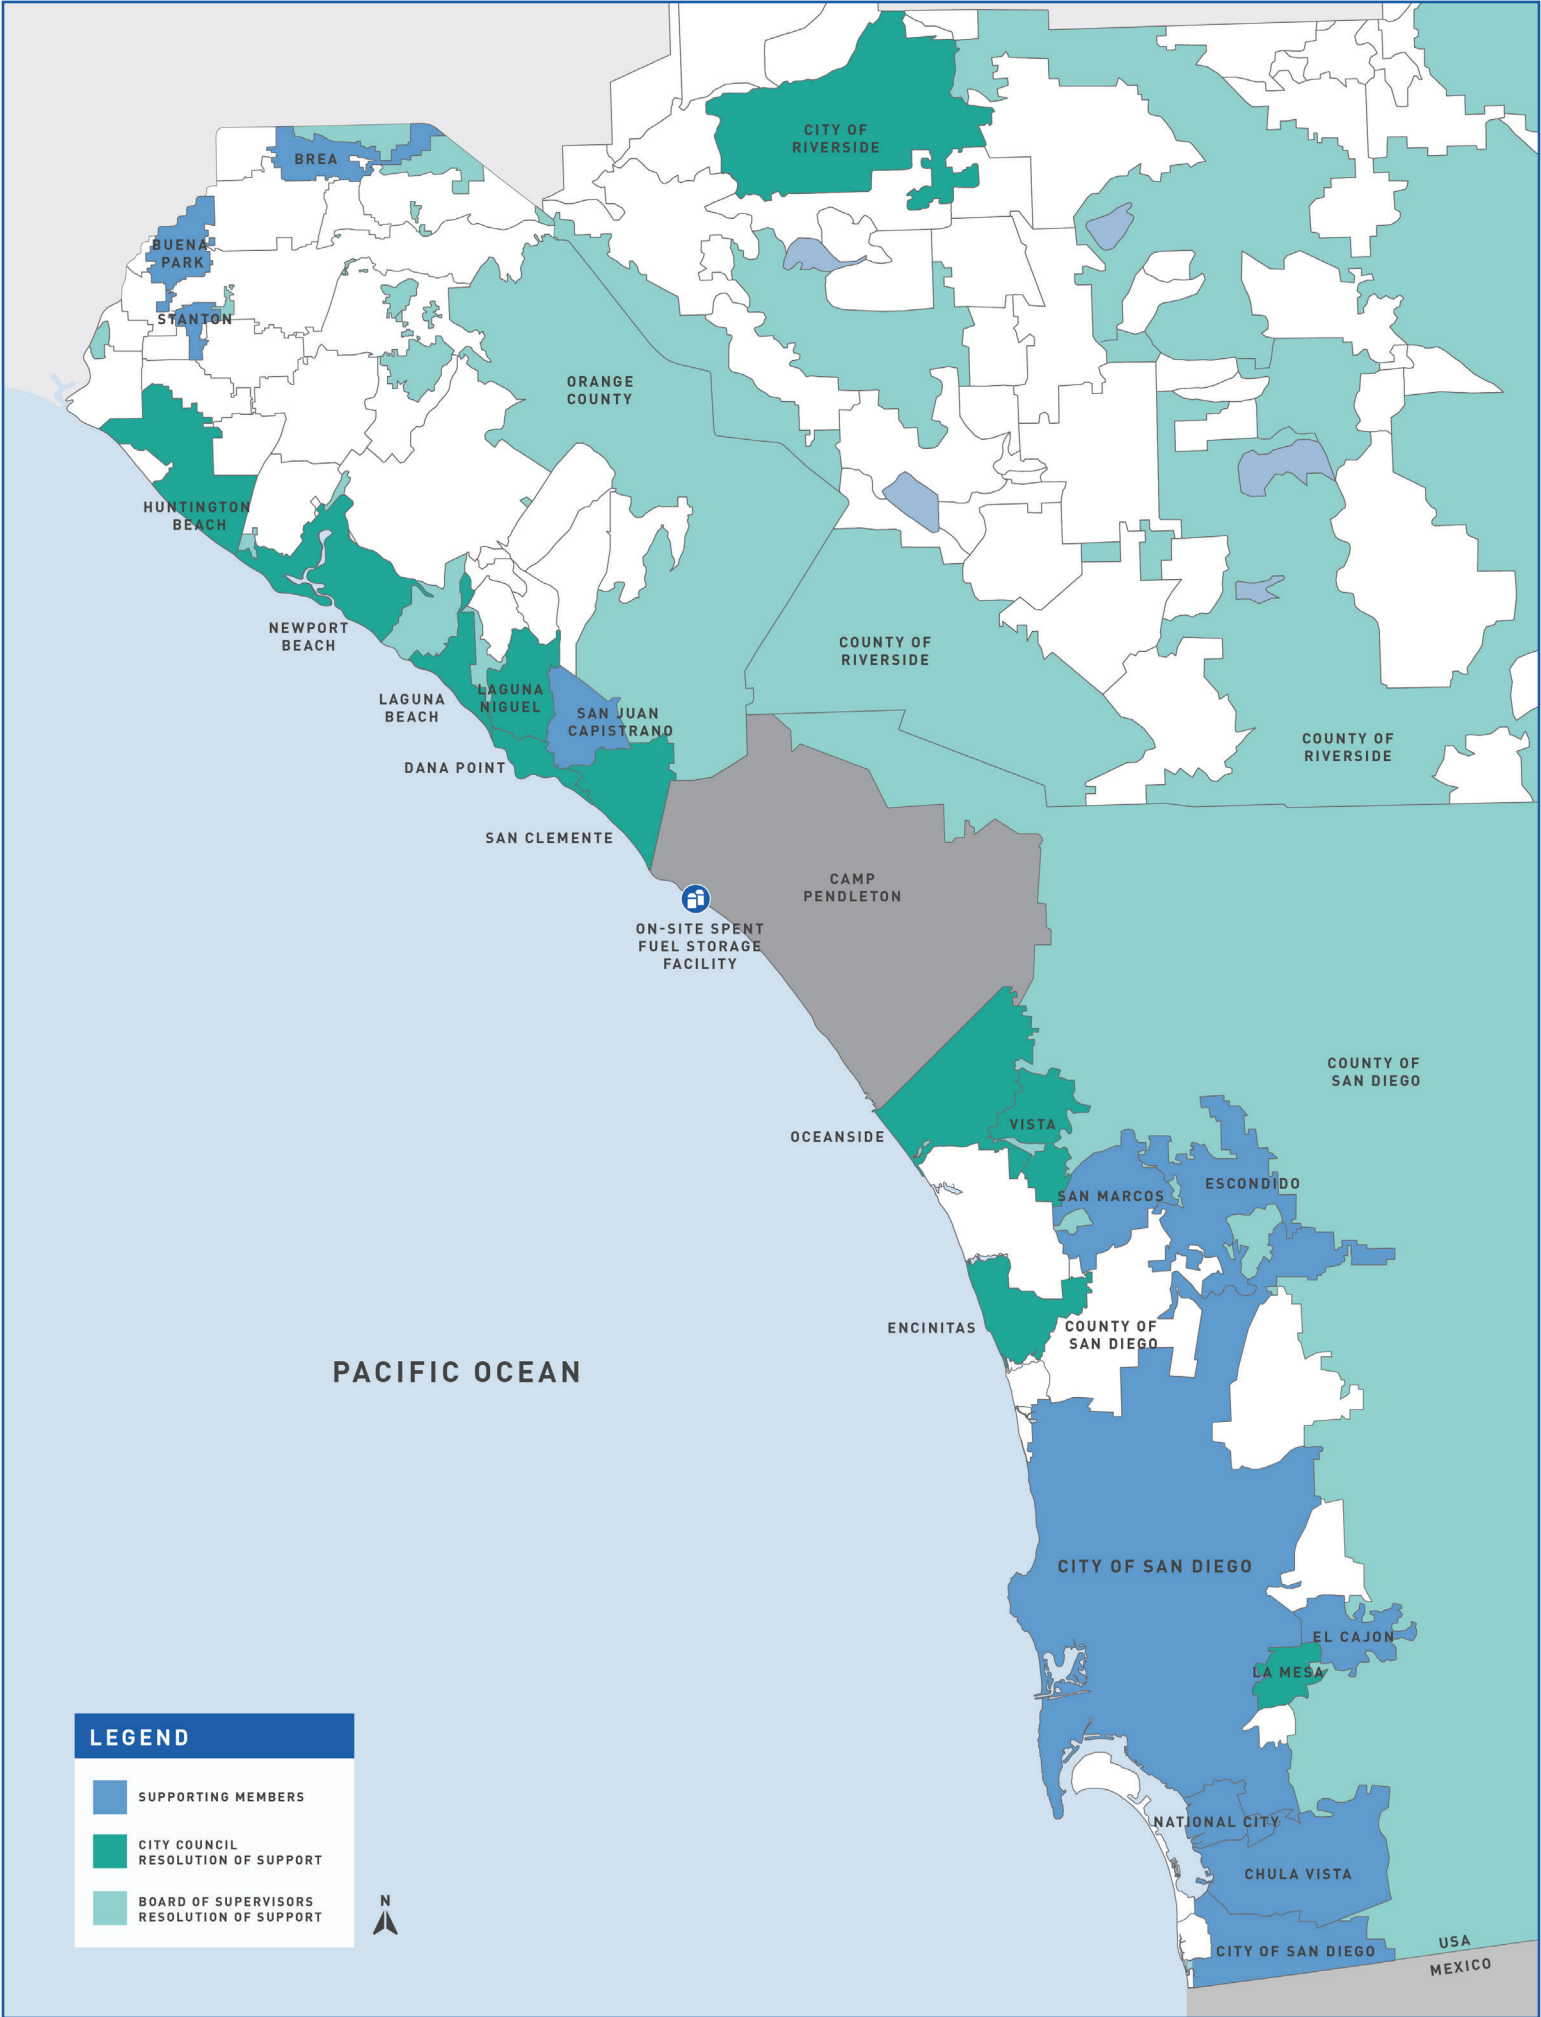 CITY OF
RIVERSIDE
BREA
BUENA
PARK
STANTON
ORANGE
COUNTY
HUNTINGTON
BEACH
NEWPORT
BEACH
COUNTY OF
RIVERSIDE
LAGUNA
BEACH
LAGUNA
NIGUEL
SAN JUAN
CAPISTRANO
COUNTY OF
RIVERSIDE
DANA POINT
SAN CLEMENTE
CAMP
PENDLETON
ON-SITE SPENT
FUEL STORAGE
FACILITY
COUNTY OF
SAN DIEGO
OCEANSIDE
VISTA
SAN MARCOS
ESCONDIDO
ENCINITAS
COUNTY OF
SAN DIEGO
PACIFIC OCEAN
CITY OF SAN DIEGO
EL CAJON
LA MESA
NATIONAL CITY
CHULA VISTA
CITY OF SAN DIEGO
USA
MEXICO
LEGEND
SUPPORTING MEMBERS
CITY COUNCIL
RESOLUTION OF SUPPORT
BOARD OF SUPERVISORS
RESOLUTION OF SUPPORT
N